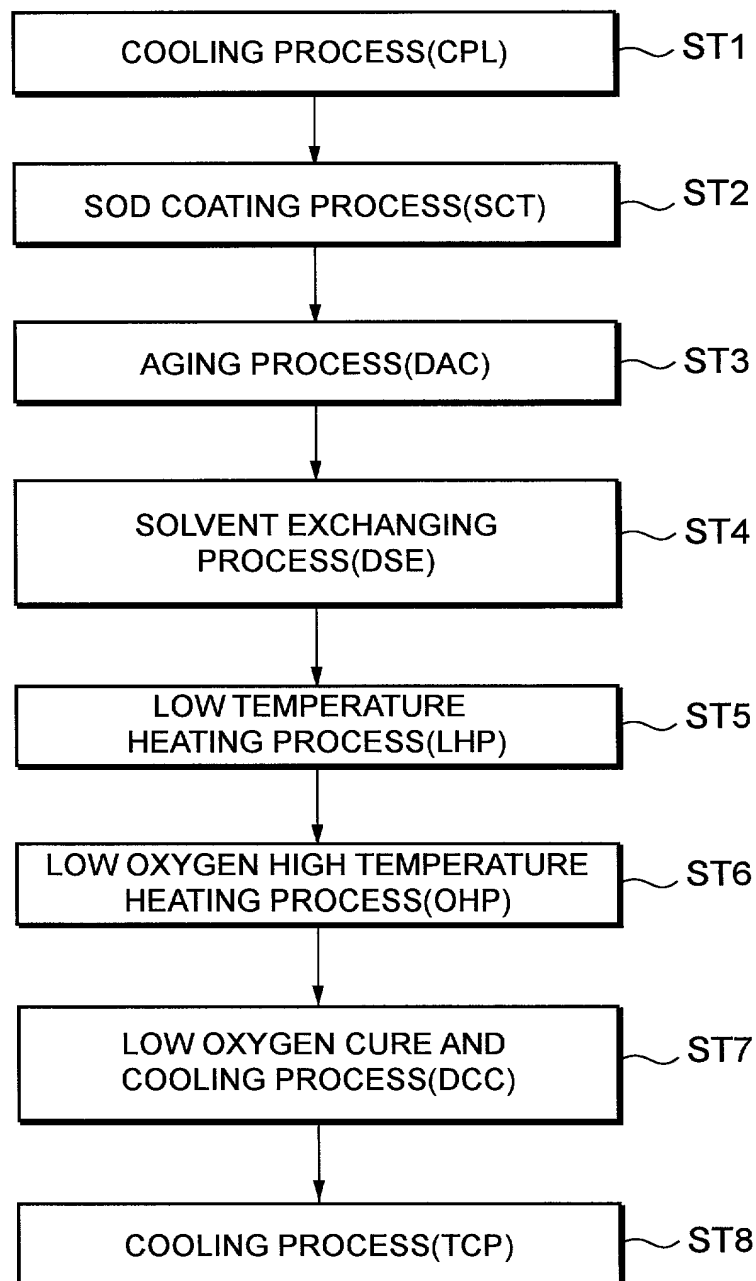 COOLING PROCESS(CPL)
ST1
SOD COATING PROCESS(SCT)
ST2
AGING PROCESS(DAC)
ST3
SOLVENT EXCHANGING
PROCESS(DSE)
ST4
LOW TEMPERATURE
HEATING PROCESS(LHP)
ST5
LOW OXYGEN HIGH TEMPERATURE
HEATING PROCESS(OHP)
ST6
LOW OXYGEN CURE AND
COOLING PROCESS(DCC)
ST7
COOLING PROCESS(TCP)
ST8